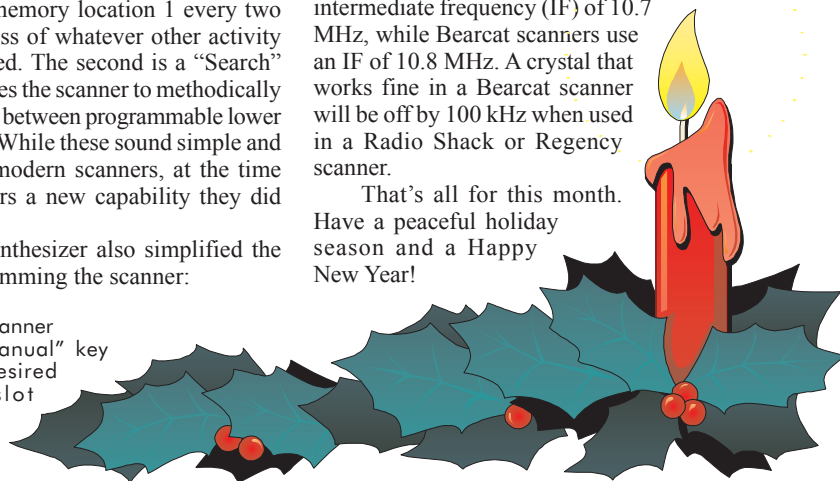 memory location 1 every two
ss of whatever other activity
ed. The second is a “Search”
es the scanner to methodically
between programmable lower
While these sound simple and
modern scanners, at the time
rs a new capability they did
nthesizer also simplified the
mming the scanner:
anner
anual” key
esired
slot
intermediate frequency (IF) of 10.7
MHz, while Bearcat scanners use
an IF of 10.8 MHz. A crystal that
works fine in a Bearcat scanner
will be off by 100 kHz when used
in a Radio Shack or Regency
scanner.
That’s all for this month.
Have a peaceful holiday
season and a Happy
New Year!